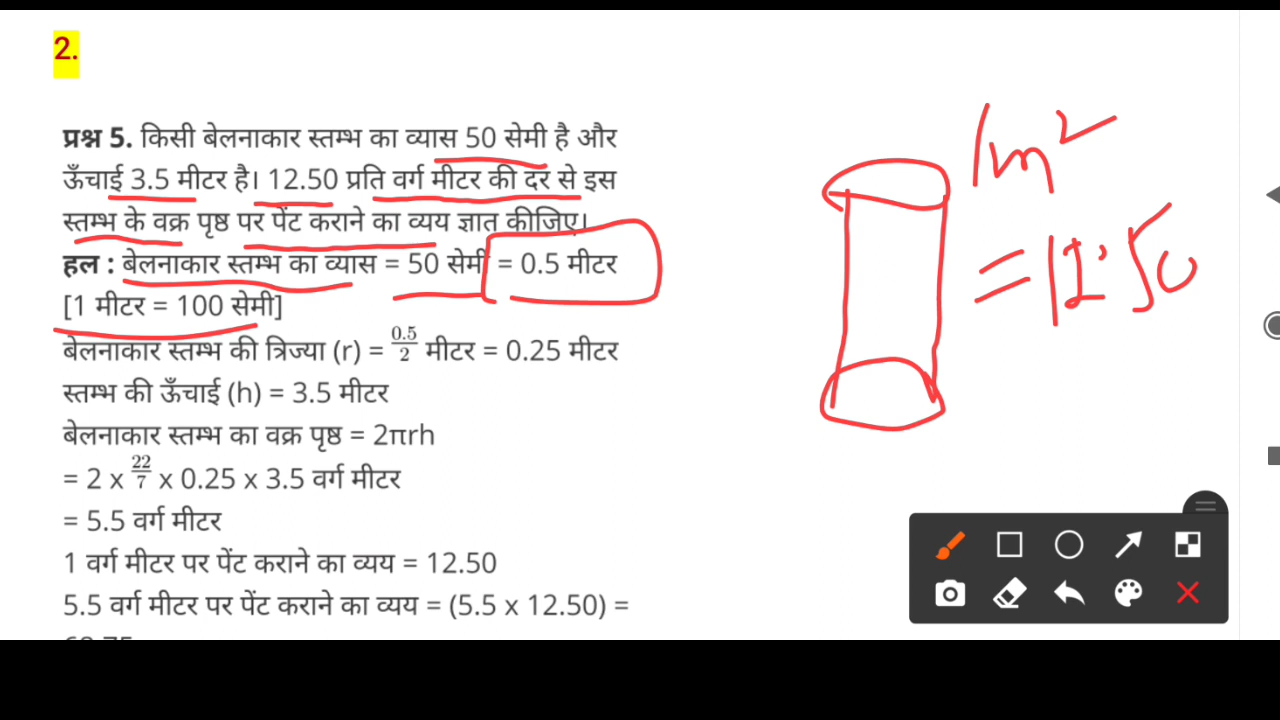 2.
प्रश्न 5. किसी बेलनाकार स्तम्भ का व्यास 50 सेमी है और
ऊँचाई 3.5 मीटर है। 12.50 प्रति वर्ग मीटर की दर से इस
स्तम्भ के वक्र पृष्ठ पर पेंट कराने का व्यय ज्ञात कीजिए।
हल : बेलनाकार स्तम्भ का व्यास = 50 सेमी = 0.5 मीटर
[1 मीटर = 100 सेमी]
बेलनाकार स्तम्भ की त्रिज्या (r) = 0.5/2 मीटर = 0.25 मीटर
स्तम्भ की ऊँचाई (h) = 3.5 मीटर
बेलनाकार स्तम्भ का वक्र पृष्ठ = 2πrh
= 2 x 22/7 x 0.25 x 3.5 वर्ग मीटर
= 5.5 वर्ग मीटर
1 वर्ग मीटर पर पेंट कराने का व्यय = 12.50
5.5 वर्ग मीटर पर पेंट कराने का व्यय = (5.5 x 12.50) =
1m²
= 12.50